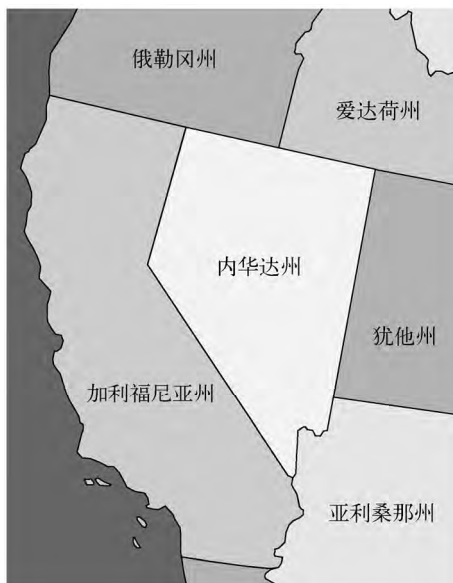 俄勒冈州
爱达荷州
内华达州
犹他州
加利福尼亚州
亚利桑那州